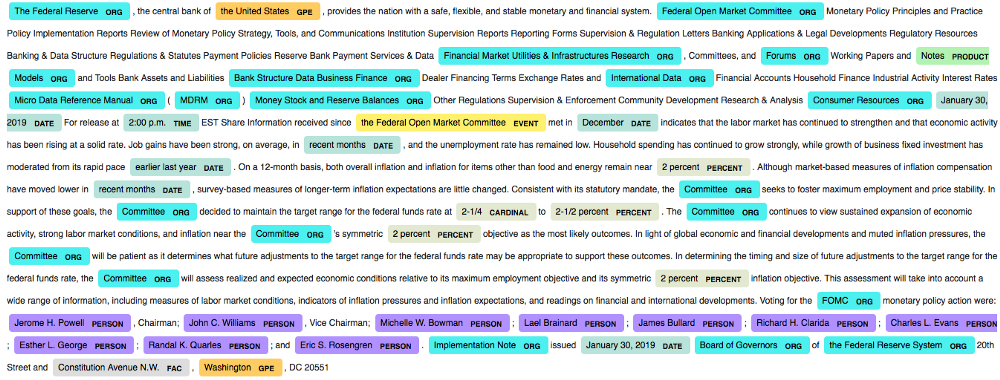 The Federal Reserve ORG , the central bank of the United States GPE , provides the nation with a safe, flexible, and stable monetary and financial system. Federal Open Market Committee ORG Monetary Policy Principles and Practice
Policy Implementation Reports Review of Monetary Policy Strategy, Tools, and Communications Institution Supervision Reports Reporting Forms Supervision & Regulation Letters Banking Applications & Legal Developments Regulatory Resources
Banking & Data Structure Regulations & Statutes Payment Policies Reserve Bank Payment Services & Data Financial Market Utilities & Infrastructures Research ORG , Committees, and Forums ORG Working Papers and Notes PRODUCT
Models ORG and Tools Bank Assets and Liabilities Bank Structure Data Business Finance ORG Dealer Financing Terms Exchange Rates and International Data ORG Financial Accounts Household Finance Industrial Activity Interest Rates
Micro Data Reference Manual ORG ( MDRM ORG ) Money Stock and Reserve Balances ORG Other Regulations Supervision & Enforcement Community Development Research & Analysis Consumer Resources ORG January 30,
2019 DATE For release at 2:00 p.m. TIME EST Share Information received since the Federal Open Market Committee EVENT met in December DATE indicates that the labor market has continued to strengthen and that economic activity
has been rising at a solid rate. Job gains have been strong, on average, in recent months DATE , and the unemployment rate has remained low. Household spending has continued to grow strongly, while growth of business fixed investment has
moderated from its rapid pace earlier last year DATE . On a 12-month basis, both overall inflation and inflation for items other than food and energy remain near 2 percent PERCENT . Although market-based measures of inflation compensation
have moved lower in recent months DATE , survey-based measures of longer-term inflation expectations are little changed. Consistent with its statutory mandate, the Committee ORG seeks to foster maximum employment and price stability. In
support of these goals, the Committee ORG decided to maintain the target range for the federal funds rate at 2-1/4 CARDINAL to 2-1/2 percent PERCENT . The Committee ORG continues to view sustained expansion of economic
activity, strong labor market conditions, and inflation near the Committee ORG 's symmetric 2 percent PERCENT objective as the most likely outcomes. In light of global economic and financial developments and muted inflation pressures, the
Committee ORG will be patient as it determines what future adjustments to the target range for the federal funds rate may be appropriate to support these outcomes. In determining the timing and size of future adjustments to the target range for the
federal funds rate, the Committee ORG will assess realized and expected economic conditions relative to its maximum employment objective and its symmetric 2 percent PERCENT inflation objective. This assessment will take into account a
wide range of information, including measures of labor market conditions, indicators of inflation pressures and inflation expectations, and readings on financial and international developments. Voting for the FOMC ORG monetary policy action were:
Jerome H. Powell PERSON , Chairman; John C. Williams PERSON , Vice Chairman; Michelle W. Bowman PERSON ; Lael Brainard PERSON ; James Bullard PERSON ; Richard H. Clarida PERSON ; Charles L. Evans PERSON
; Esther L. George PERSON ; Randal K. Quarles PERSON ; and Eric S. Rosengren PERSON . Implementation Note ORG issued January 30, 2019 DATE Board of Governors ORG of the Federal Reserve System ORG 20th
Street and Constitution Avenue N.W. FAC , Washington GPE , DC 20551